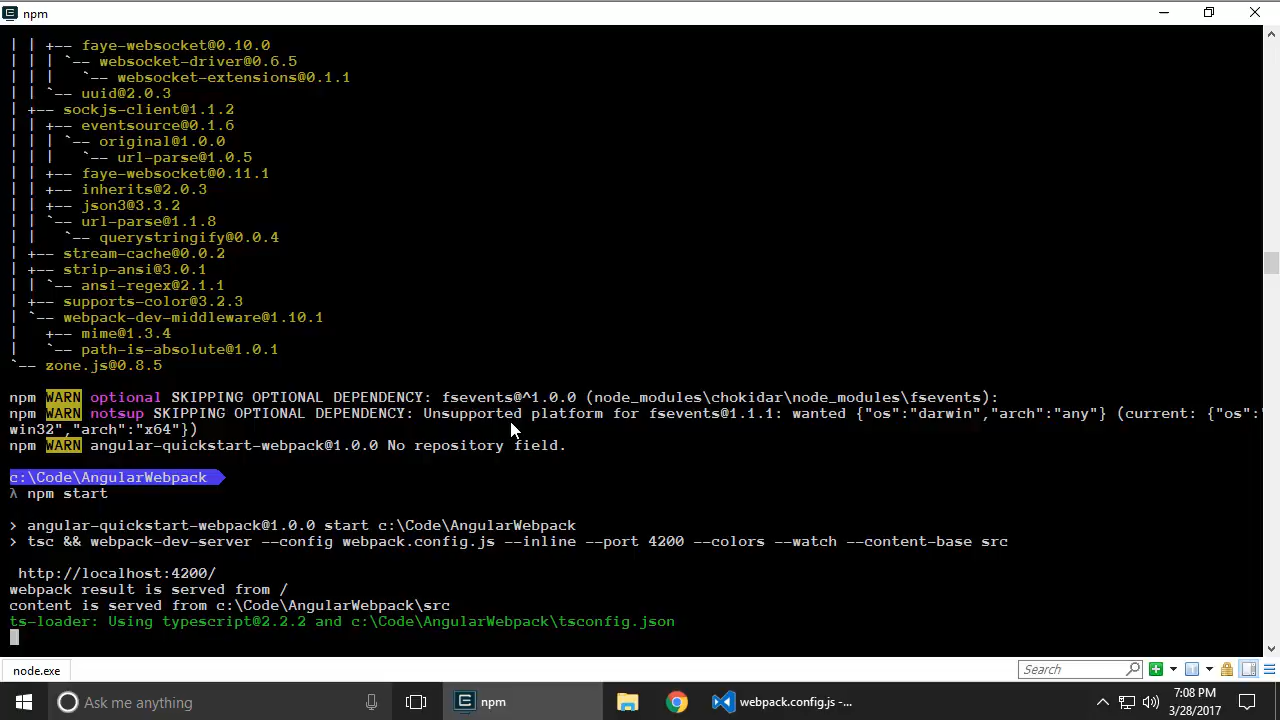 npm
| | +-- faye-websocket@0.10.0
| | | `-- websocket-driver@0.6.5
| | |   `-- websocket-extensions@0.1.1
| | `-- uuid@2.0.3
| +-- sockjs-client@1.1.2
| | +-- eventsource@0.1.6
| | | `-- original@1.0.0
| | |   `-- url-parse@1.0.5
| | +-- faye-websocket@0.11.1
| | +-- inherits@2.0.3
| | +-- json3@3.3.2
| | `-- url-parse@1.1.8
| |   `-- querystringify@0.0.4
| +-- stream-cache@0.0.2
| +-- strip-ansi@3.0.1
| | `-- ansi-regex@2.1.1
| +-- supports-color@3.2.3
| `-- webpack-dev-middleware@1.10.1
|   +-- mime@1.3.4
|   `-- path-is-absolute@1.0.1
`-- zone.js@0.8.5
npm WARN optional SKIPPING OPTIONAL DEPENDENCY: fsevents@^1.0.0 (node_modules\chokidar\node_modules\fsevents):
npm WARN notsup SKIPPING OPTIONAL DEPENDENCY: Unsupported platform for fsevents@1.1.1: wanted {"os":"darwin","arch":"any"} (current: {"os":"
win32","arch":"x64"})
npm WARN angular-quickstart-webpack@1.0.0 No repository field.
c:\Code\AngularWebpack
λ npm start
> angular-quickstart-webpack@1.0.0 start c:\Code\AngularWebpack
> tsc && webpack-dev-server --config webpack.config.js --inline --port 4200 --colors --watch --content-base src
http://localhost:4200/
webpack result is served from /
content is served from c:\Code\AngularWebpack\src
ts-loader: Using typescript@2.2.2 and c:\Code\AngularWebpack\tsconfig.json
node.exe
Search
Ask me anything
npm
webpack.config.js -...
7:08 PM
3/28/2017